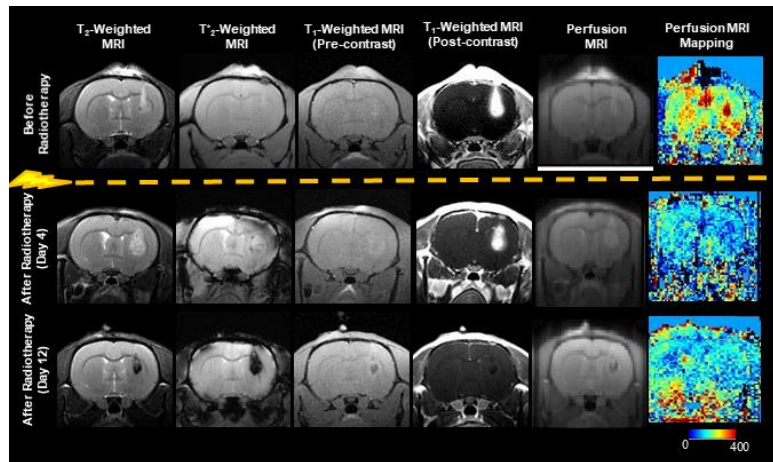 T₂-Weighted
MRI
T*₂-Weighted
MRI
T₁-Weighted MRI
(Pre-contrast)
T₁-Weighted MRI
(Post-contrast)
Perfusion
MRI
Perfusion MRI
Mapping
Before
Radiotherapy
After Radiotherapy
(Day 4)
After Radiotherapy
(Day 12)
0
400